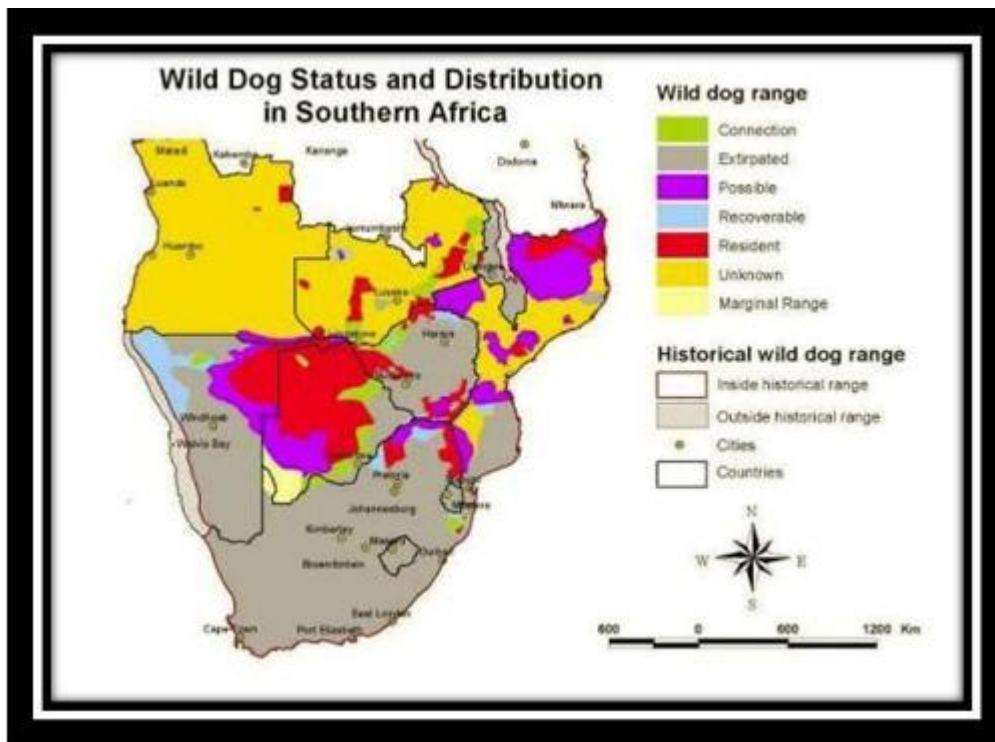 Wild Dog Status and Distribution
in Southern Africa
Wild dog range
Connection
Extirpated
Possible
Recoverable
Resident
Unknown
Marginal Range
Historical wild dog range
Inside historical range
Outside historical range
Cities
Countries
N
W
E
S
600
0
600
1200 Km
Dodoma
Luanda
Huambo
Lusaka
Harare
Windhoek
Walvis Bay
Pretoria
Johannesburg
Kimberley
Maseru
Bloemfontein
Durban
East London
Port Elizabeth
Cape Town